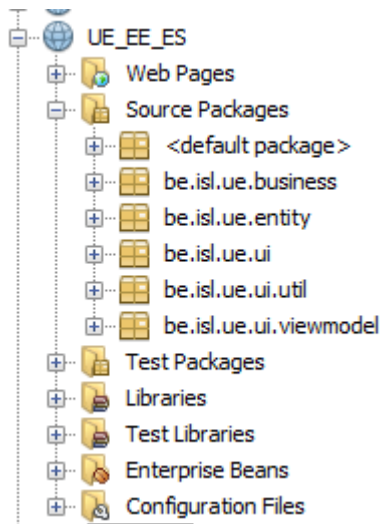 UE_EE_ES
Web Pages
Source Packages
<default package>
be.isl.ue.business
be.isl.ue.entity
be.isl.ue.ui
be.isl.ue.ui.util
be.isl.ue.ui.viewmodel
Test Packages
Libraries
Test Libraries
Enterprise Beans
Configuration Files